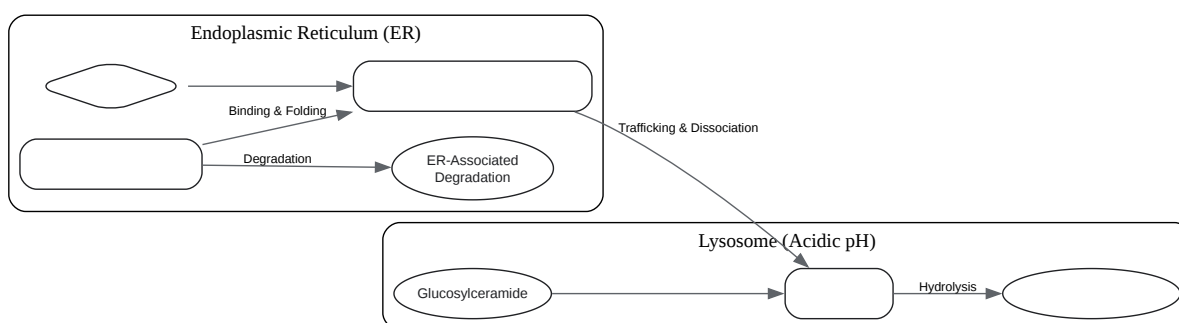 Endoplasmic Reticulum (ER)
Binding & Folding
Trafficking & Dissociation
Degradation
ER-Associated
Degradation
Lysosome (Acidic pH)
Glucosylceramide
Hydrolysis